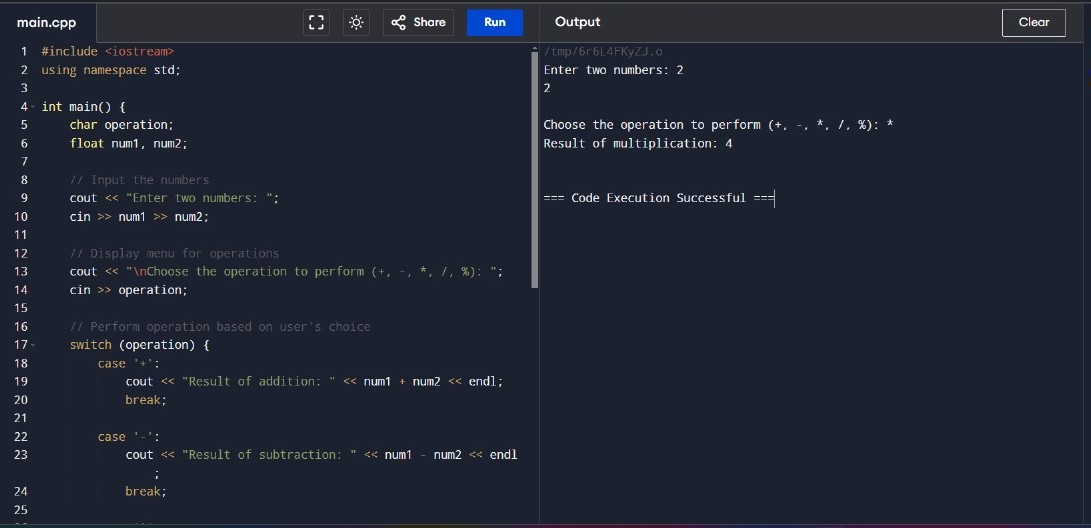 main.cpp
Share
Run
Output
Clear
1 #include <iostream>
2 using namespace std;
3
4 int main() {
5     char operation;
6     float num1, num2;
7
8     // Input the numbers
9     cout << "Enter two numbers: ";
10     cin >> num1 >> num2;
11
12     // Display menu for operations
13     cout << "\nChoose the operation to perform (+, -, *, /, %): ";
14     cin >> operation;
15
16     // Perform operation based on user's choice
17     switch (operation) {
18         case '+':
19             cout << "Result of addition: " << num1 + num2 << endl;
20             break;
21
22         case '-':
23             cout << "Result of subtraction: " << num1 - num2 << endl
;
24             break;
25
/tmp/6r6L4FKyZJ.o
Enter two numbers: 2
2
Choose the operation to perform (+, -, *, /, %): *
Result of multiplication: 4
=== Code Execution Successful ===